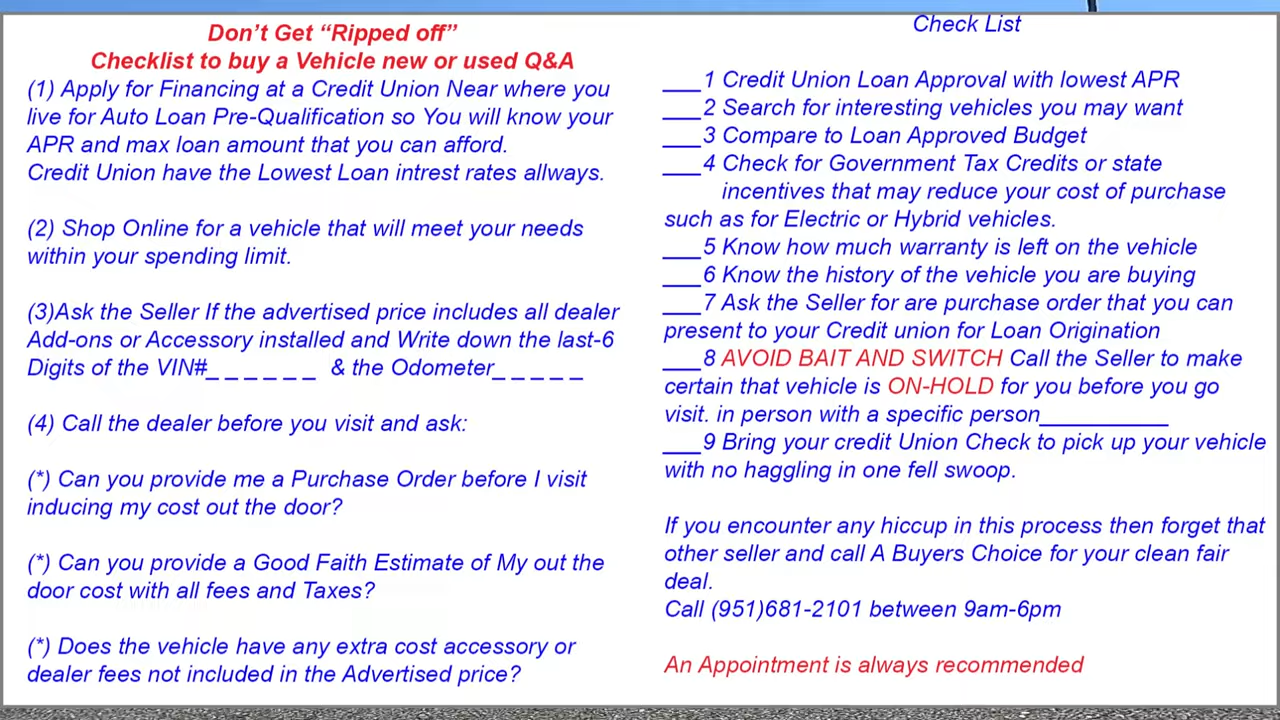 Don't Get “Ripped off”
Checklist to buy a Vehicle new or used Q&A
(1) Apply for Financing at a Credit Union Near where you
live for Auto Loan Pre-Qualification so You will know your
APR and max loan amount that you can afford.
Credit Union have the Lowest Loan intrest rates allways.
(2) Shop Online for a vehicle that will meet your needs
within your spending limit.
(3)Ask the Seller If the advertised price includes all dealer
Add-ons or Accessory installed and Write down the last-6
Digits of the VIN#_ _ _ _ _ _ & the Odometer_ _ _ _ _
(4) Call the dealer before you visit and ask:
(*) Can you provide me a Purchase Order before I visit
inducing my cost out the door?
(*) Can you provide a Good Faith Estimate of My out the
door cost with all fees and Taxes?
(*) Does the vehicle have any extra cost accessory or
dealer fees not included in the Advertised price?
Check List
___1 Credit Union Loan Approval with lowest APR
___2 Search for interesting vehicles you may want
___3 Compare to Loan Approved Budget
___4 Check for Government Tax Credits or state
incentives that may reduce your cost of purchase
such as for Electric or Hybrid vehicles.
___5 Know how much warranty is left on the vehicle
___6 Know the history of the vehicle you are buying
___7 Ask the Seller for are purchase order that you can
present to your Credit union for Loan Origination
___8 AVOID BAIT AND SWITCH Call the Seller to make
certain that vehicle is ON-HOLD for you before you go
visit. in person with a specific person__________
___9 Bring your credit Union Check to pick up your vehicle
with no haggling in one fell swoop.
If you encounter any hiccup in this process then forget that
other seller and call A Buyers Choice for your clean fair
deal.
Call (951)681-2101 between 9am-6pm
An Appointment is always recommended